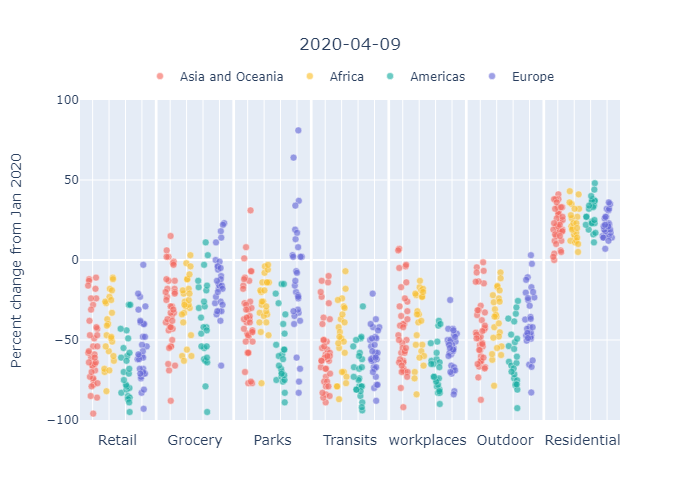 2020-04-09
Asia and Oceania Africa Americas Europe
Percent change from Jan 2020
100
50
0
−50
−100
Retail Grocery Parks Transits workplaces Outdoor Residential